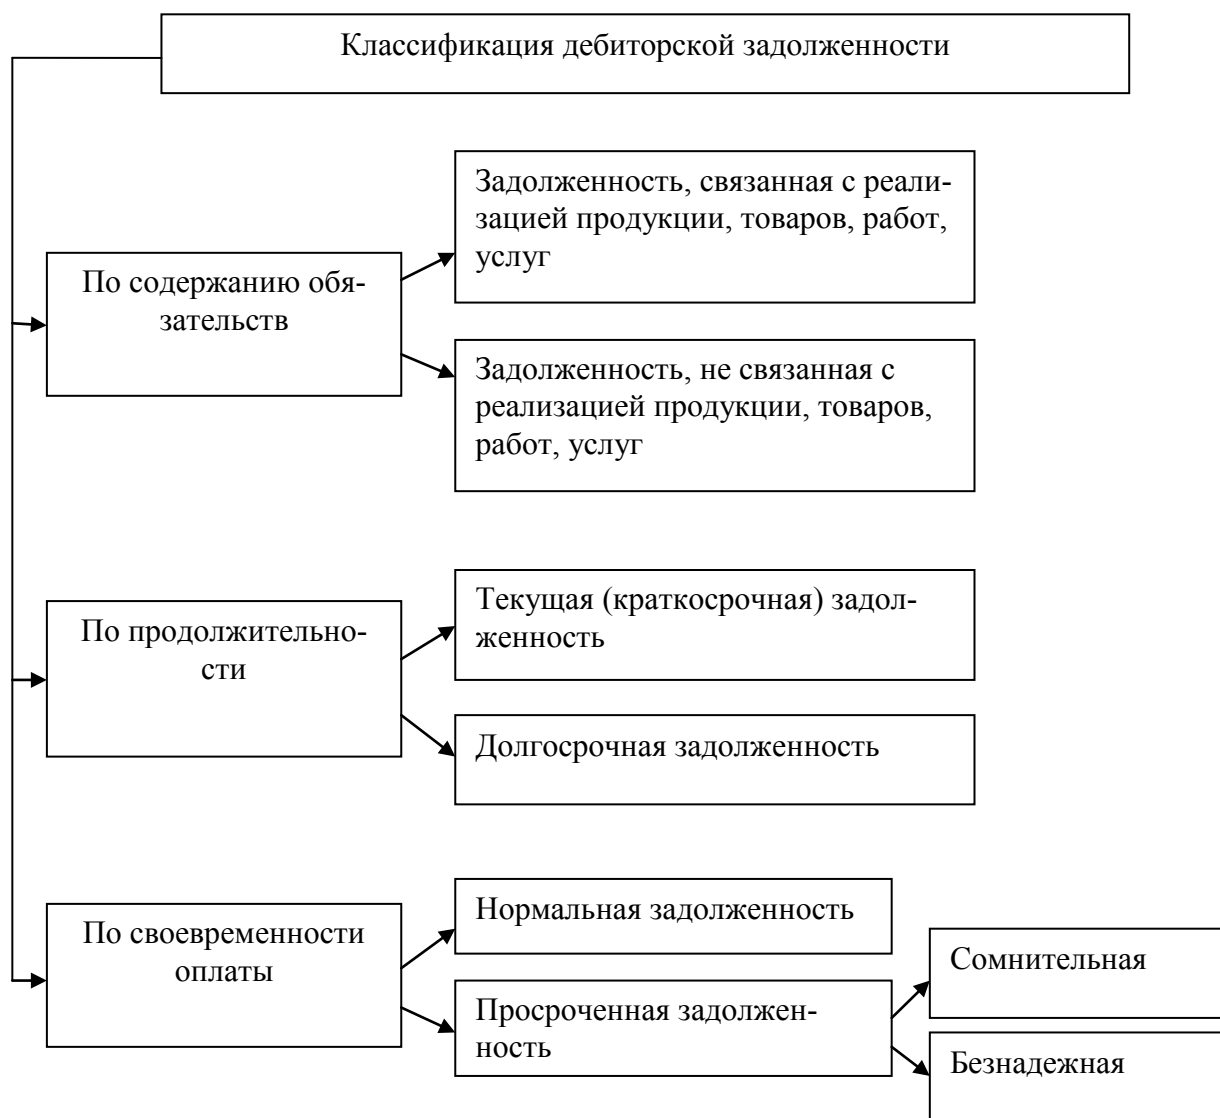 Классификация дебиторской задолженности
Задолженность, связанная с реали-
зацией продукции, товаров, работ,
услуг
По содержанию обя-
зательств
Задолженность, не связанная с
реализацией продукции, товаров,
работ, услуг
По продолжительно-
сти
Текущая (краткосрочная) задол-
женность
Долгосрочная задолженность
По своевременности
оплаты
Нормальная задолженность
Просроченная задолжен-
ность
Сомнительная
Безнадежная